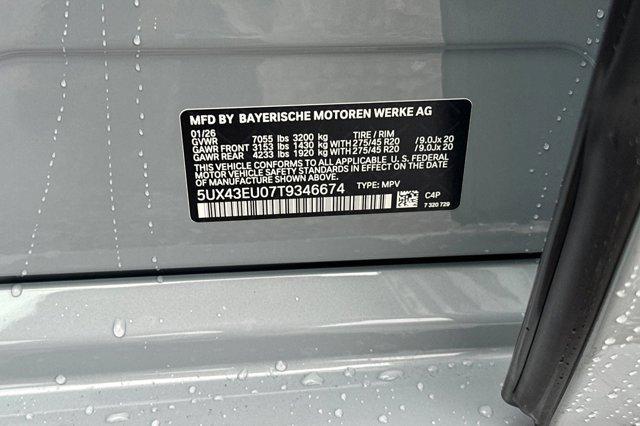 MFD BY BAYERISCHE MOTOREN WERKE AG
01/26
GVWR 7055 lbs 3200 kg TIRE / RIM
GAWR FRONT 3153 lbs 1430 kg WITH 275/45 R20 /9.0Jx 20
GAWR REAR 4233 lbs 1920 kg WITH 275/45 R20 /9.0Jx 20
THIS VEHICLE CONFORMS TO ALL APPLICABLE U. S. FEDERAL
MOTOR VEHICLE SAFETY STANDARDS IN EFFECT ON THE
DATE OF MANUFACTURE SHOWN ABOVE.
5UX43EU07T9346674 TYPE: MPV
C4P
7 320 729